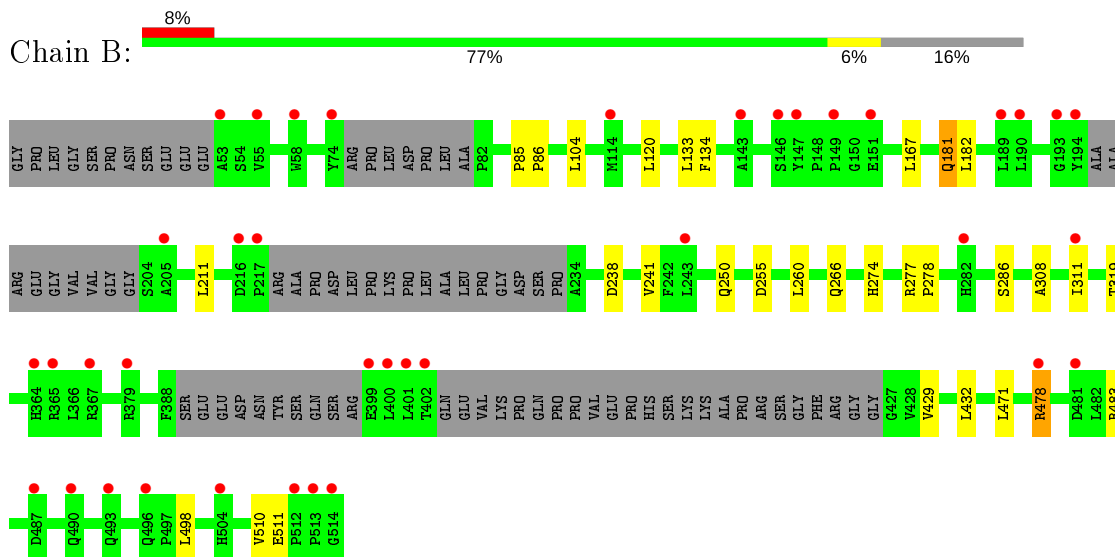 8%
Chain B:
77% 6% 16%
GLY PRO LEU GLY SER PRO ASN SER GLU GLU GLU A53 S54 V55 W58 Y74 ARG PRO LEU ASP PRO LEU ALA P82 P85 P86 L104 M114 L120 L133 F134 A143 S146 Y147 P148 P149 G150 E151 L167 Q181 L182 L189 L190 G193 Y194 ALA ALA
ARG GLU GLY VAL VAL GLY GLY S204 A205 L211 D216 P217 ARG ALA PRO ASP LEU PRO LYS PRO LEU ALA LEU PRO GLY ASP SER PRO A234 D238 V241 F242 L243 Q250 D255 L260 Q266 H274 R277 P278 H282 S286 A308 I311 T319
H364 R365 L366 R367 R379 F388 SER GLU GLU ASP ASN TYR SER GLN SER ARG E399 L400 L401 T402 GLN GLU VAL LYS PRO GLN PRO PRO VAL GLU PRO HIS SER LYS LYS ALA PRO ARG SER GLY PHE ARG GLY GLY G427 V428 V429 L432 L471 R478 D481 L482
D487 Q490 Q493 Q496 P497 L498 H504 V510 E511 P512 P513 G514